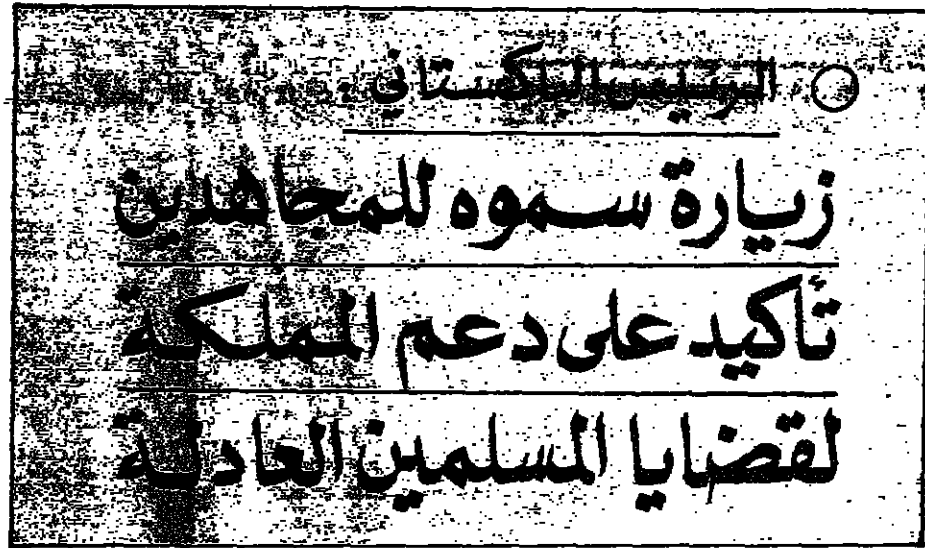 ○ الرئيس الباكستاني :
زيارة سموه للمجاهدين
تأكيد على دعم المملكة
لقضايا المسلمين العادلة